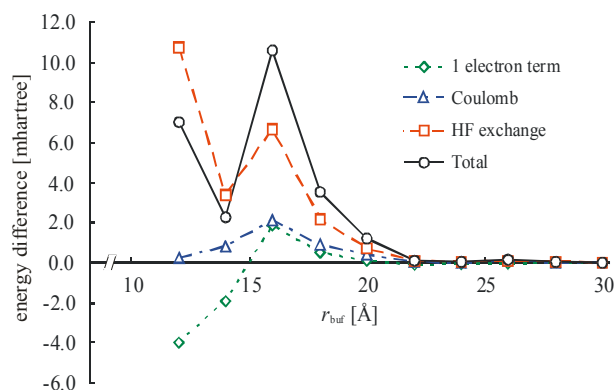 energy difference [mhartree]
12.0
10.0
8.0
6.0
4.0
2.0
0.0
-2.0
-4.0
-6.0
10
15
20
25
30
r_buf [Å]
1 electron term
Coulomb
HF exchange
Total